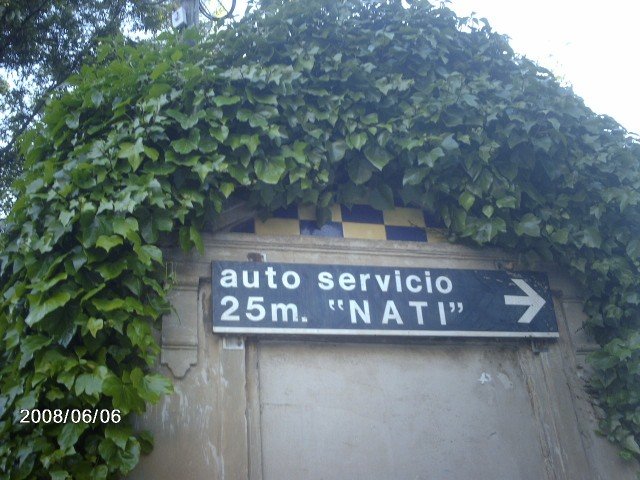 auto servicio
25m. "NATI"
2008/06/06